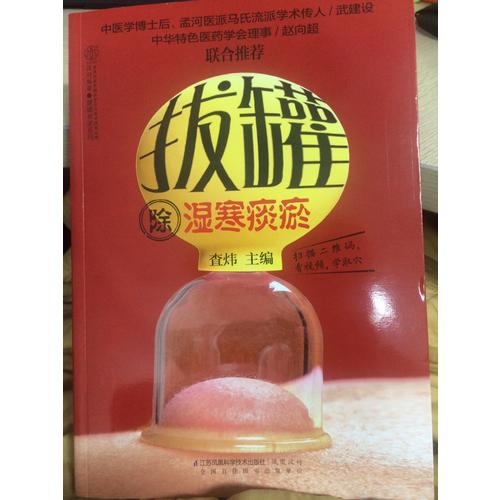 中医学博士后、孟河医派马氏流派学术传人/武建设
中华特色医药学会理事/赵向超
联合推荐
拔罐
除湿寒痰瘀
查炜 主编
扫描二维码,
看视频,学取穴
江苏凤凰科学技术出版社 凤凰汉竹
全国百佳图书出版单位